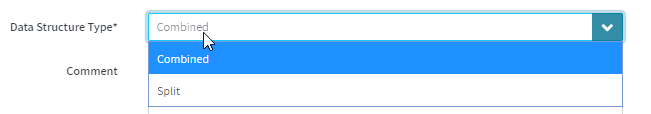 Data Structure Type* Combined
Combined
Comment
Split